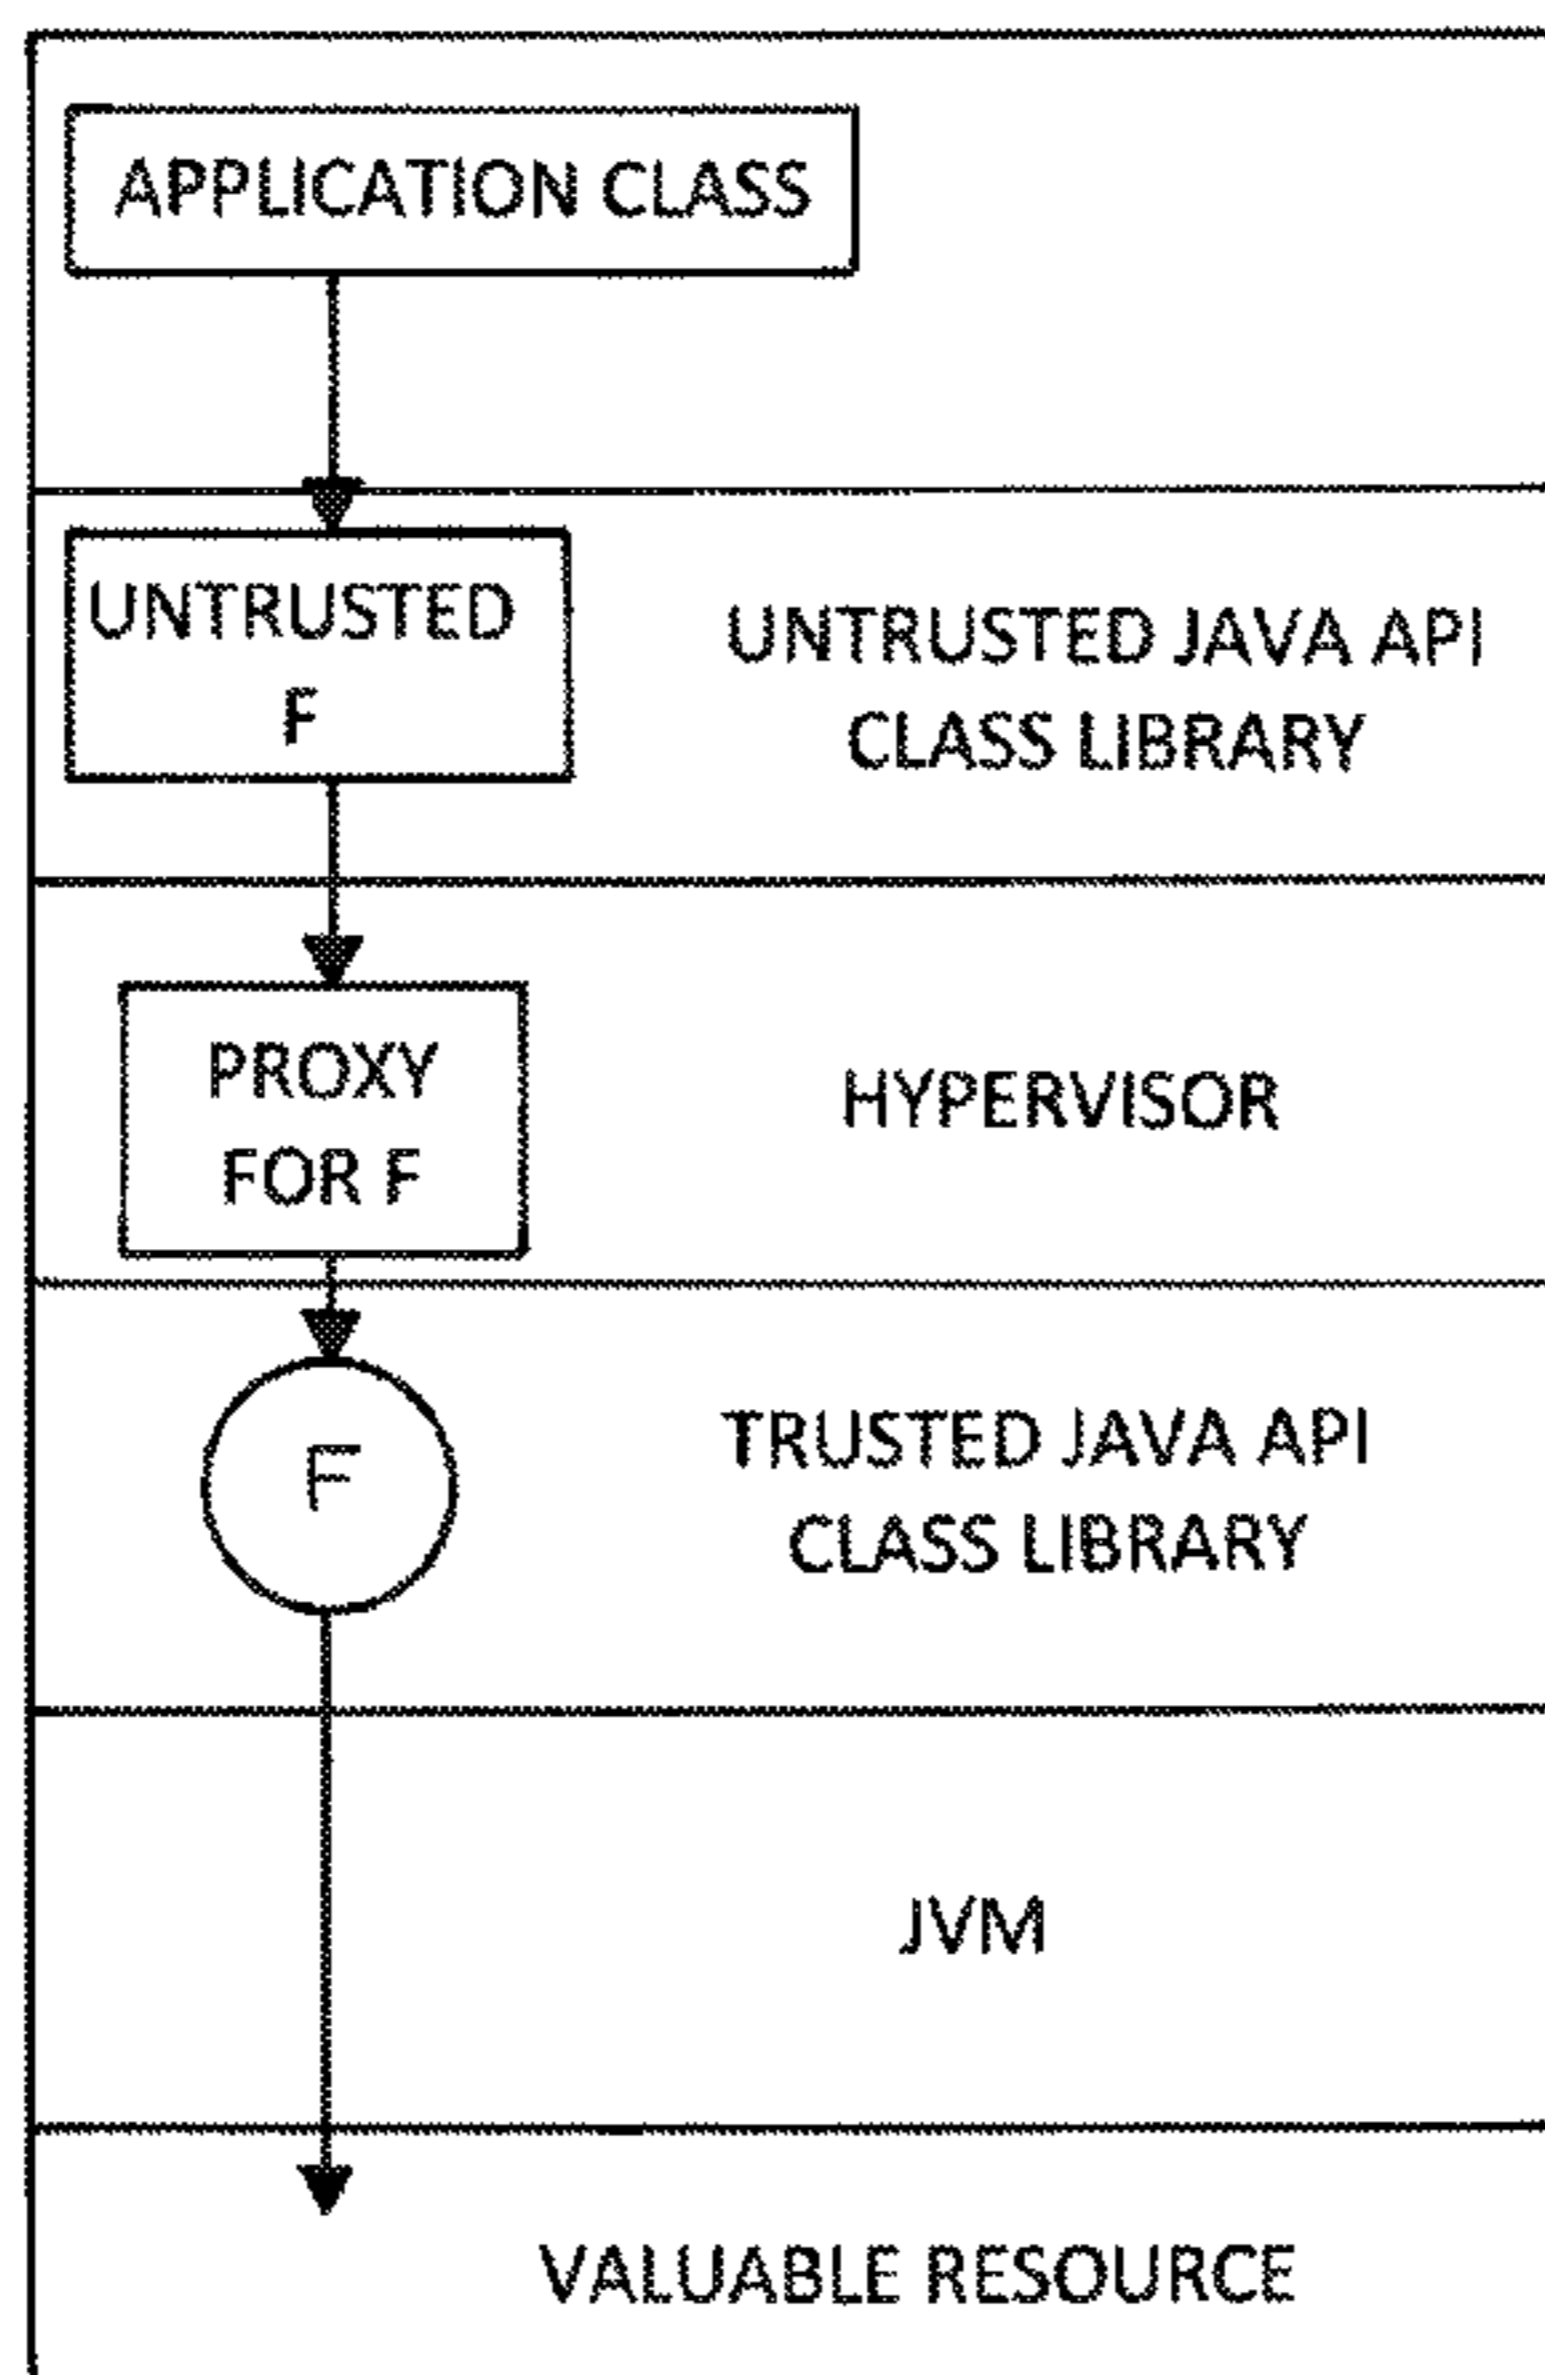 APPLICATION CLASS
UNTRUSTED
F
UNTRUSTED JAVA API
CLASS LIBRARY
PROXY
FOR F
HYPERVISOR
F
TRUSTED JAVA API
CLASS LIBRARY
JVM
VALUABLE RESOURCE